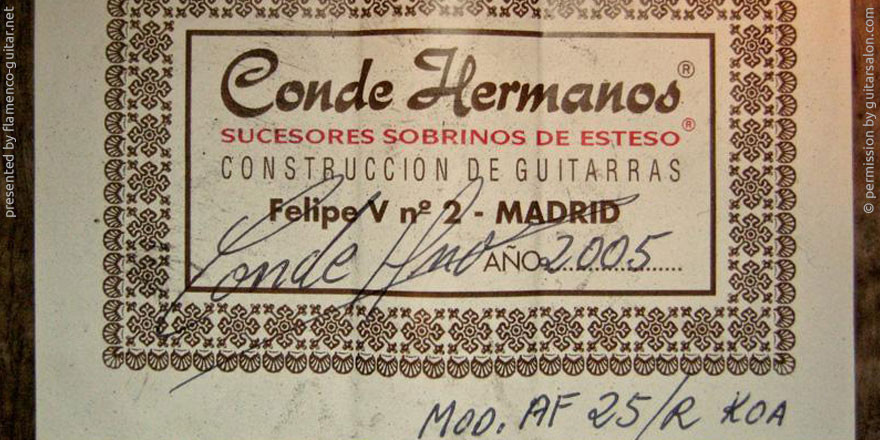 Conde Hermanos®
SUCESORES SOBRINOS DE ESTESO®
CONSTRUCCIÓN DE GUITARRAS
Felipe V nº 2 - MADRID
Conde Hno
AÑO 2005
MOD. AF 25/R KOA
presented by flamenco-guitar.net
© permission by guitarsalon.com